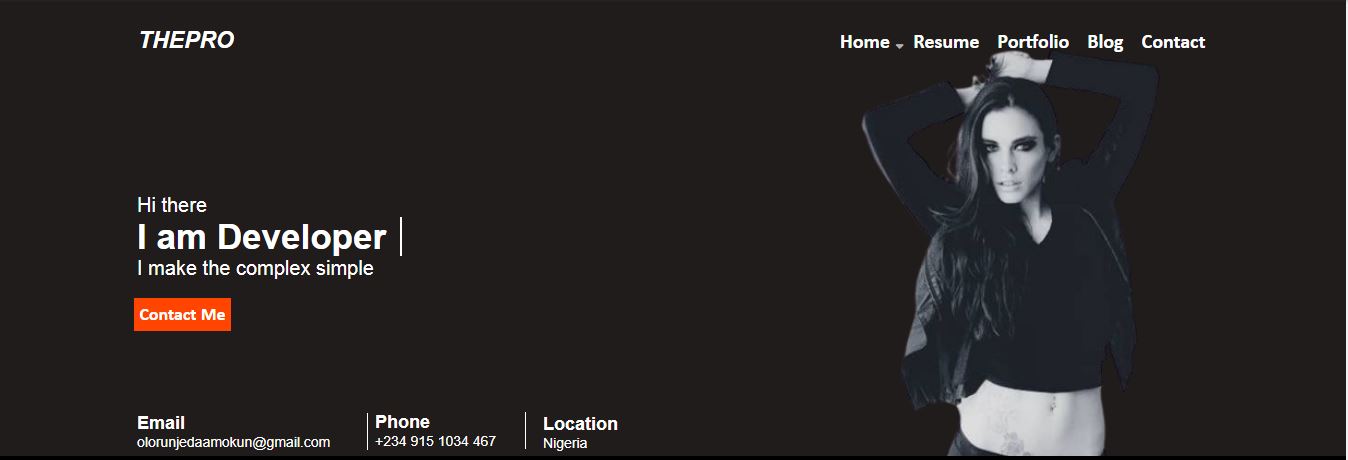 THEPRO
Home Resume Portfolio Blog Contact
Hi there
I am Developer
I make the complex simple
Contact Me
Email
olorunjedaamokun@gmail.com
Phone
+234 915 1034 467
Location
Nigeria